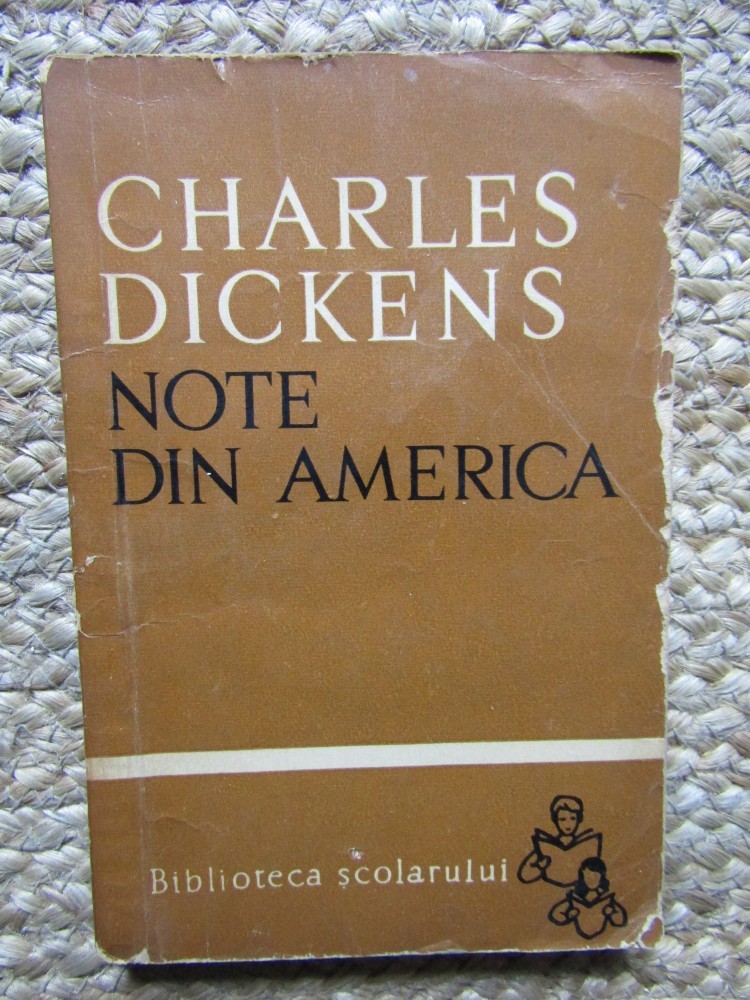 CHARLES
DICKENS
NOTE
DIN AMERICA
Biblioteca școlarului